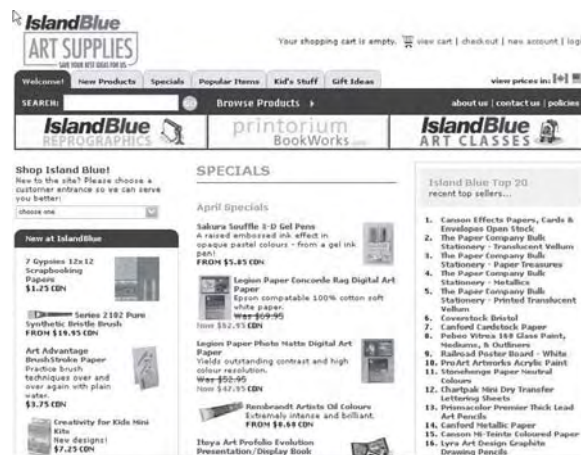 IslandBlue
ART SUPPLIES
SAVE YOUR BEST IDEAS FOR US
Your shopping cart is empty. view cart | checkout | new account | logi
Welcome! New Products Specials Popular Items Kid's Stuff Gift Ideas
view prices in:
SEARCH: GO Browse Products
about us | contact us | policies
IslandBlue
REPROGRAPHICS
printorium
BookWorks
IslandBlue
ART CLASSES
Shop Island Blue!
New to the site? Please choose a
customer entrance so we can serve
you better:
choose one
New at IslandBlue
7 Gypsies 12x12
Scrapbooking
Papers
$1.25 CDN
Series 2102 Pure
Synthetic Bristle Brush
FROM $19.95 CDN
Art Advantage
BrushStroke Paper
Practice brush
techniques over and
over again with plain
water.
$3.75 CDN
Creativity for Kids Mini
Kits
New designs!
$7.25 CDN
SPECIALS
April Specials
Sakura Souffle 3-D Gel Pens
A raised embossed ink effect in
opaque pastel colours - from a gel ink
pen!
FROM $5.85 CDN
Legion Paper Concorde Rag Digital Art
Paper
Epson compatible 100% cotton soft
white paper.
Was $69.95
Now $62.95 CDN
Legion Paper Photo Matte Digital Art
Paper
Yields outstanding contrast and high
colour resolution.
Was $52.95
Now $47.95 CDN
Rembrandt Artists Oil Colours
Extremely intense and brilliant.
FROM $8.68 CDN
Itoya Art Profolio Evolution
Presentation/Display Book
Island Blue Top 20
recent top sellers...
1. Canson Effects Papers, Cards &
Envelopes Open Stock
2. The Paper Company Bulk
Stationery - Translucent Vellum
3. The Paper Company Bulk
Stationery - Paper Treasures
4. The Paper Company Bulk
Stationery - Metallics
5. The Paper Company Bulk
Stationery - Printed Translucent
Vellum
6. Coverstock Bristol
7. Canford Cardstock Paper
8. Pebeo Vitrea 160 Glass Paint,
Mediums, & Outliners
9. Railroad Poster Board - White
10. ProArt Artworks Acrylic Paint
11. Stonehenge Paper Neutral
Colours
12. Chartpak Mini Dry Transfer
Lettering Sheets
13. Prismacolor Premier Thick Lead
Art Pencils
14. Canford Metallic Paper
15. Canson Mi-Teinte Coloured Paper
16. Lyra Art Design Graphite
Drawing Pencils